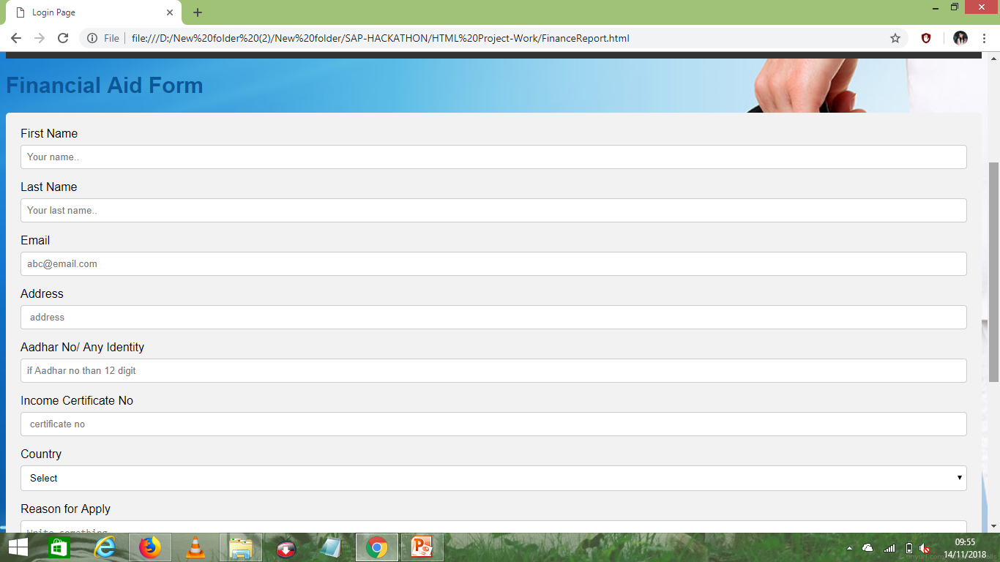 Login Page
File
file:///D:/New%20folder%20(2)/New%20folder/SAP-HACKATHON/HTML%20Project-Work/FinanceReport.html
Financial Aid Form
First Name
Your name..
Last Name
Your last name..
Email
abc@email.com
Address
address
Aadhar No/ Any Identity
if Aadhar no than 12 digit
Income Certificate No
certificate no
Country
Select
Reason for Apply
Write something
09:55
14/11/2018